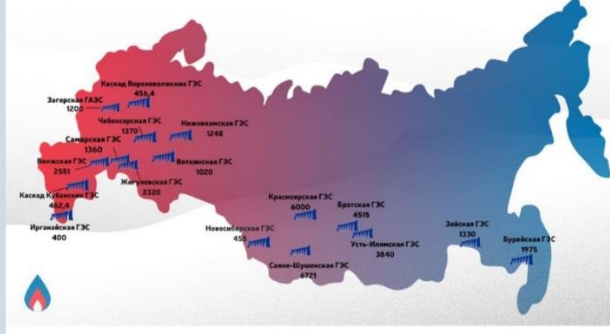 Каскад Верхневолжских ГЭС
456,4
Загорская ГАЭС
1200
Чебоксарская ГЭС
1370
Нижнекамская ГЭС
1248
Самарская ГЭС
1360
Волжская ГЭС
2551
Воткинская ГЭС
1020
Жигулевская ГЭС
2320
Каскад Кубанских ГЭС
462,4
Ирганайская ГЭС
400
Красноярская ГЭС
6000
Братская ГЭС
4515
Новосибирская ГЭС
455
Усть-Илимская ГЭС
3840
Саяно-Шушенская ГЭС
6721
Зейская ГЭС
1330
Бурейская ГЭС
1975